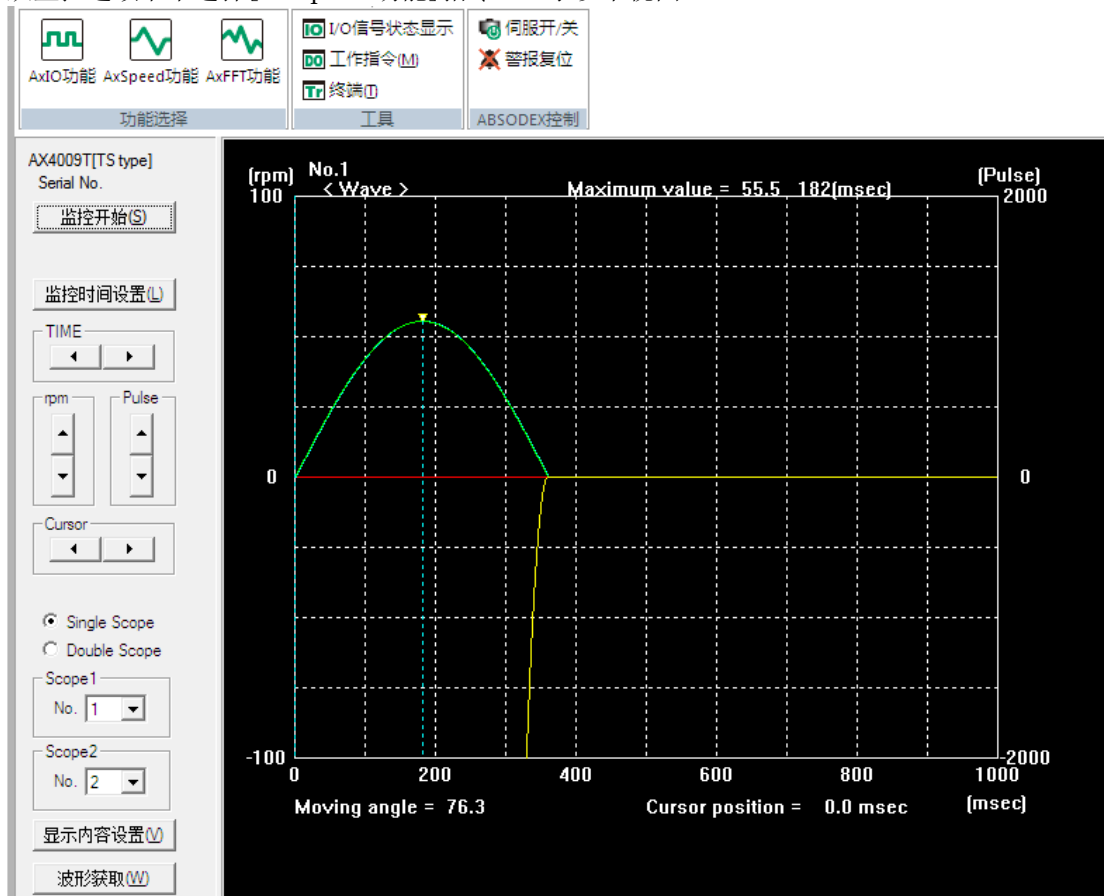 AxIO功能 AxSpeed功能 AxFFT功能
功能选择
I/O信号状态显示
工作指令(M)
终端(T)
工具
伺服开/关
警报复位
ABSODEX控制
AX4009T[TS type]
Serial No.
监控开始(S)
监控时间设置(L)
TIME
rpm
Pulse
Cursor
Single Scope
Double Scope
Scope1
No. 1
Scope2
No. 2
显示内容设置(V)
波形获取(W)
(rpm) No.1 (Pulse)
100 < Wave > Maximum value = 55.5 182(msec) 2000
0 0
-100 -2000
0 200 400 600 800 1000
Moving angle = 76.3 Cursor position = 0.0 msec (msec)